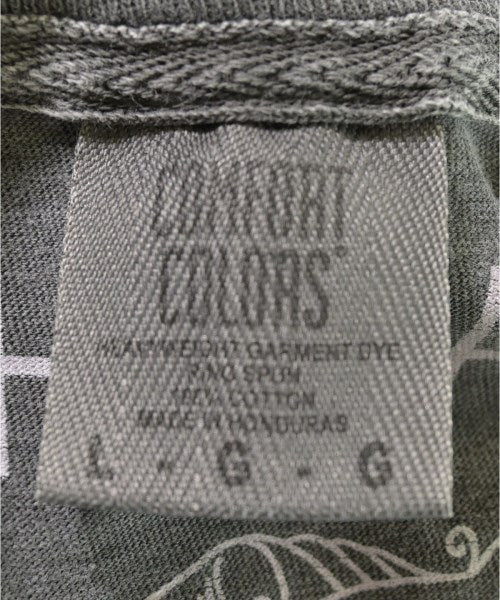 COMFORT
COLORS®
HEAVYWEIGHT GARMENT DYE
RING SPUN
100% COTTON
MADE IN HONDURAS
L - G - G